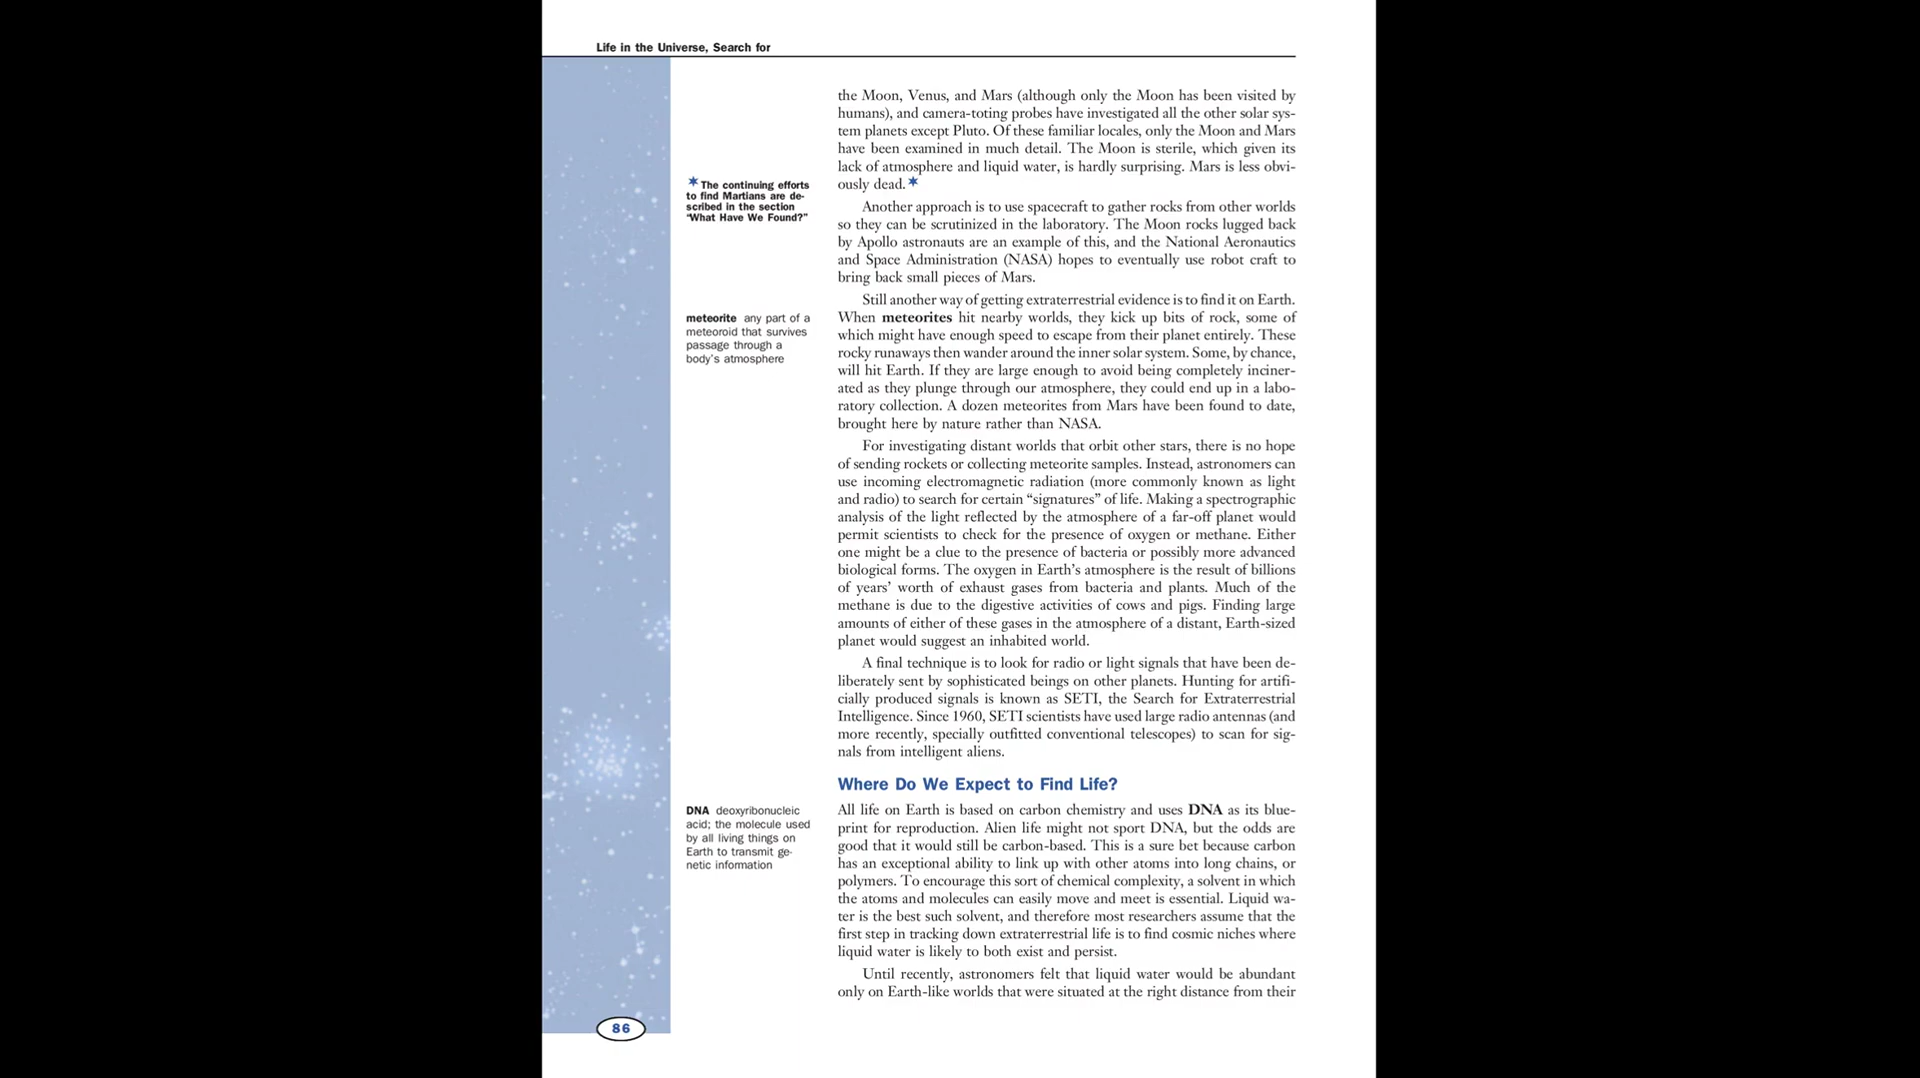 Life in the Universe, Search for
the Moon, Venus, and Mars (although only the Moon has been visited by
humans), and camera-toting probes have investigated all the other solar sys-
tem planets except Pluto. Of these familiar locales, only the Moon and Mars
have been examined in much detail. The Moon is sterile, which given its
lack of atmosphere and liquid water, is hardly surprising. Mars is less obvi-
ously dead.*
* The continuing efforts
to find Martians are de-
scribed in the section
"What Have We Found?"
Another approach is to use spacecraft to gather rocks from other worlds
so they can be scrutinized in the laboratory. The Moon rocks lugged back
by Apollo astronauts are an example of this, and the National Aeronautics
and Space Administration (NASA) hopes to eventually use robot craft to
bring back small pieces of Mars.
Still another way of getting extraterrestrial evidence is to find it on Earth.
When meteorites hit nearby worlds, they kick up bits of rock, some of
which might have enough speed to escape from their planet entirely. These
rocky runaways then wander around the inner solar system. Some, by chance,
will hit Earth. If they are large enough to avoid being completely inciner-
ated as they plunge through our atmosphere, they could end up in a labo-
ratory collection. A dozen meteorites from Mars have been found to date,
brought here by nature rather than NASA.
meteorite any part of a
meteoroid that survives
passage through a
body's atmosphere
For investigating distant worlds that orbit other stars, there is no hope
of sending rockets or collecting meteorite samples. Instead, astronomers can
use incoming electromagnetic radiation (more commonly known as light
and radio) to search for certain “signatures” of life. Making a spectrographic
analysis of the light reflected by the atmosphere of a far-off planet would
permit scientists to check for the presence of oxygen or methane. Either
one might be a clue to the presence of bacteria or possibly more advanced
biological forms. The oxygen in Earth's atmosphere is the result of billions
of years' worth of exhaust gases from bacteria and plants. Much of the
methane is due to the digestive activities of cows and pigs. Finding large
amounts of either of these gases in the atmosphere of a distant, Earth-sized
planet would suggest an inhabited world.
A final technique is to look for radio or light signals that have been de-
liberately sent by sophisticated beings on other planets. Hunting for artifi-
cially produced signals is known as SETI, the Search for Extraterrestrial
Intelligence. Since 1960, SETI scientists have used large radio antennas (and
more recently, specially outfitted conventional telescopes) to scan for sig-
nals from intelligent aliens.
Where Do We Expect to Find Life?
All life on Earth is based on carbon chemistry and uses DNA as its blue-
print for reproduction. Alien life might not sport DNA, but the odds are
good that it would still be carbon-based. This is a sure bet because carbon
has an exceptional ability to link up with other atoms into long chains, or
polymers. To encourage this sort of chemical complexity, a solvent in which
the atoms and molecules can easily move and meet is essential. Liquid wa-
ter is the best such solvent, and therefore most researchers assume that the
first step in tracking down extraterrestrial life is to find cosmic niches where
liquid water is likely to both exist and persist.
DNA deoxyribonucleic
acid; the molecule used
by all living things on
Earth to transmit ge-
netic information
Until recently, astronomers felt that liquid water would be abundant
only on Earth-like worlds that were situated at the right distance from their
86